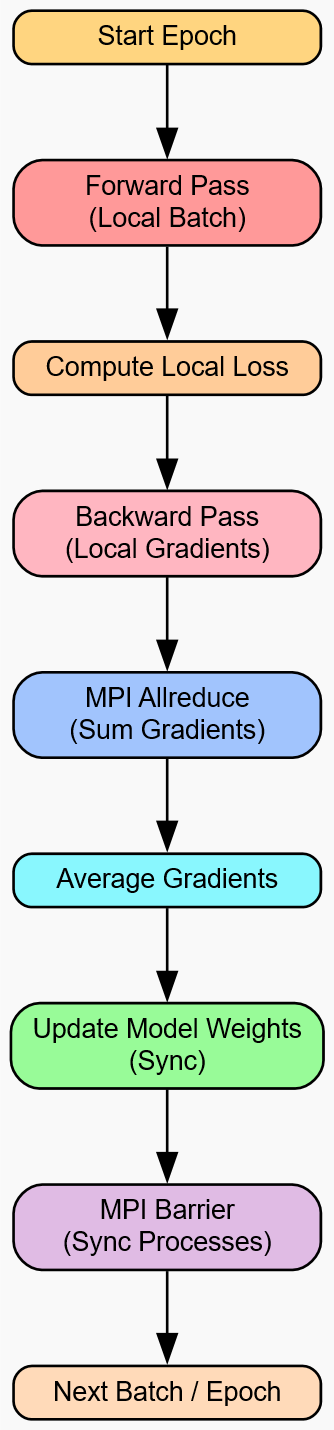 Start Epoch
Forward Pass
(Local Batch)
Compute Local Loss
Backward Pass
(Local Gradients)
MPI Allreduce
(Sum Gradients)
Average Gradients
Update Model Weights
(Sync)
MPI Barrier
(Sync Processes)
Next Batch / Epoch